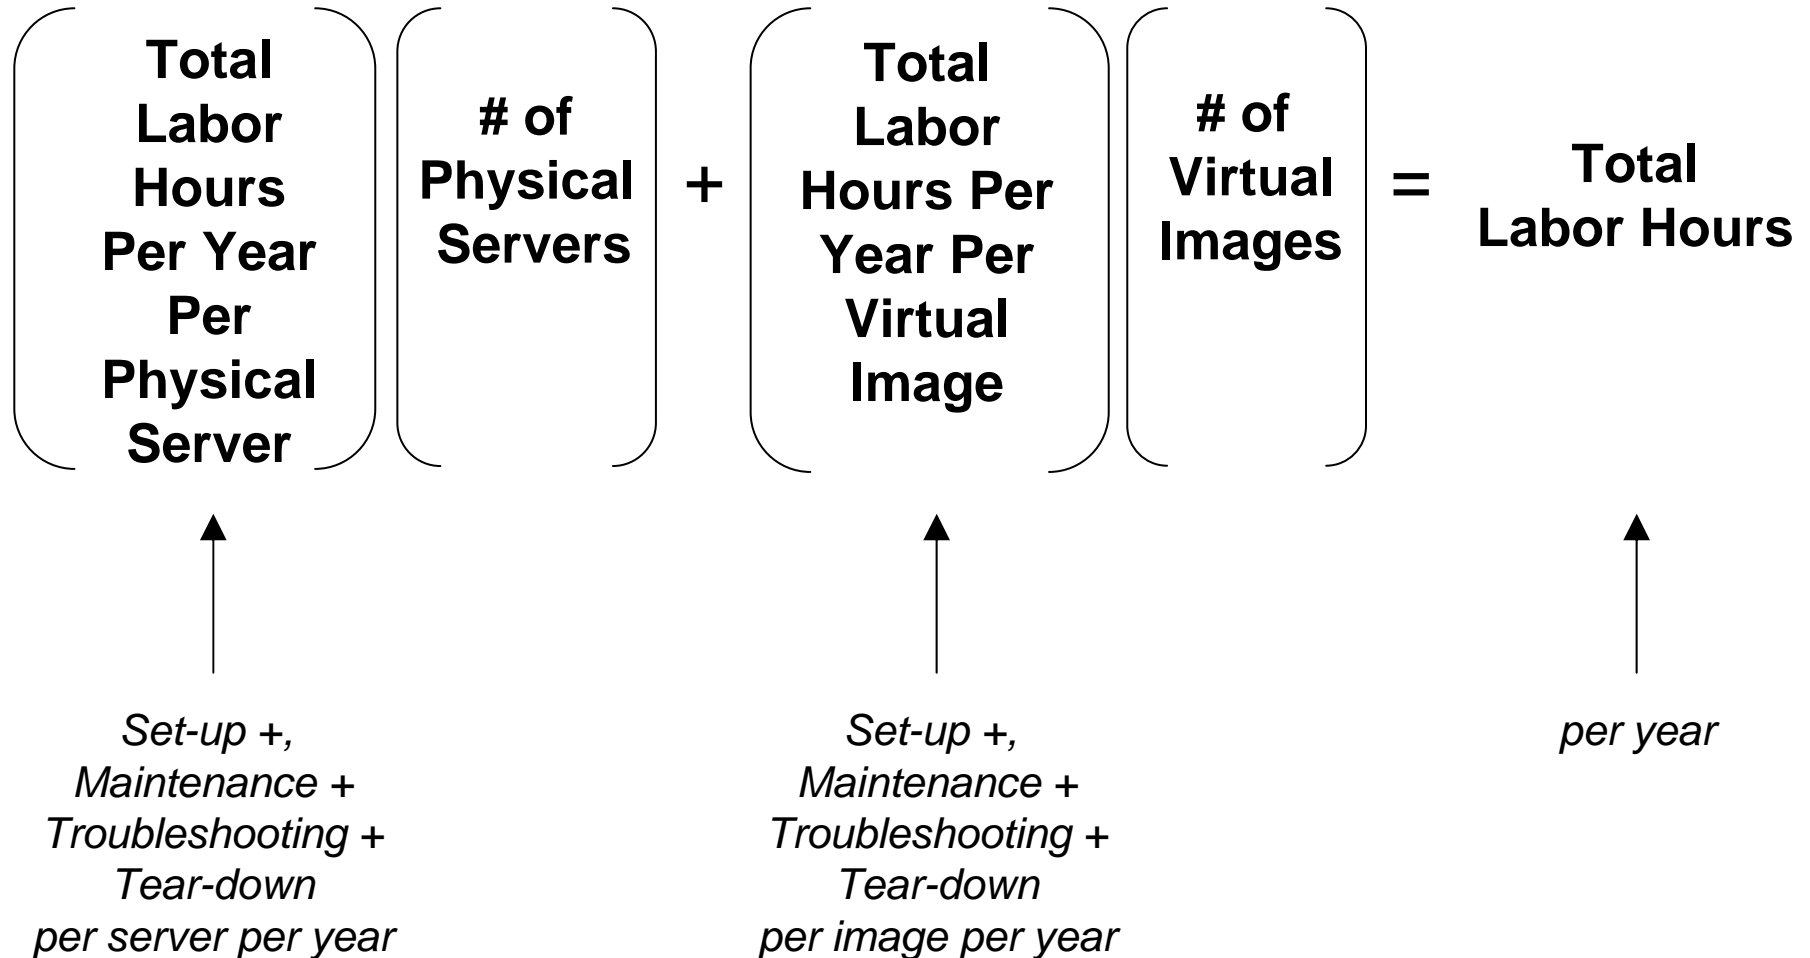 Total
Labor
Hours
Per Year
Per
Physical
Server
# of
Physical
Servers
+
Total
Labor
Hours Per
Year Per
Virtual
Image
# of
Virtual
Images
=
Total
Labor Hours
Set-up +,
Maintenance +
Troubleshooting +
Tear-down
per server per year
Set-up +,
Maintenance +
Troubleshooting +
Tear-down
per image per year
per year